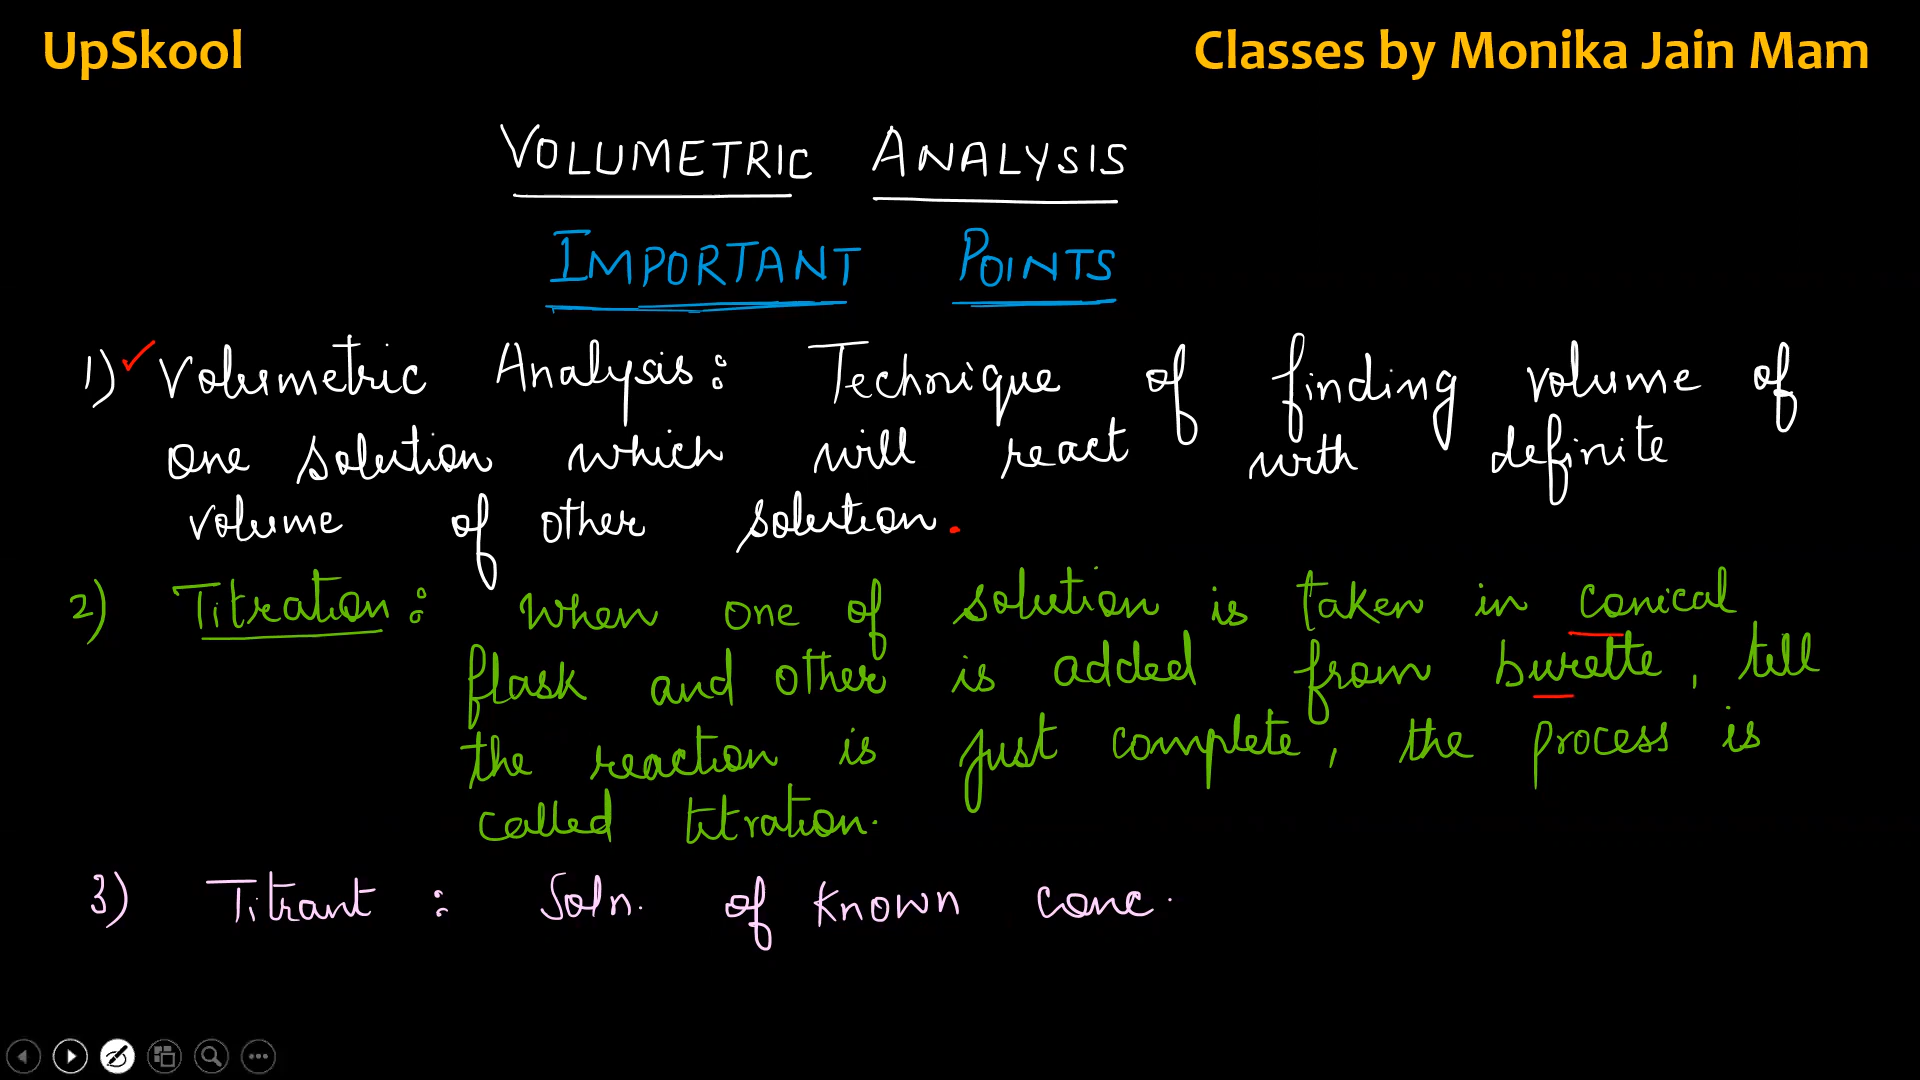 UpSkool
Classes by Monika Jain Mam
VOLUMETRIC ANALYSIS
IMPORTANT POINTS
1) Volumetric Analysis: Technique of finding volume of
one solution which will react with definite
volume of other solution.
2) Titration: When one of solution is taken in conical
flask and other is added from burette, till
the reaction is just complete, the process is
called titration.
3) Titrant : Soln. of known conc.